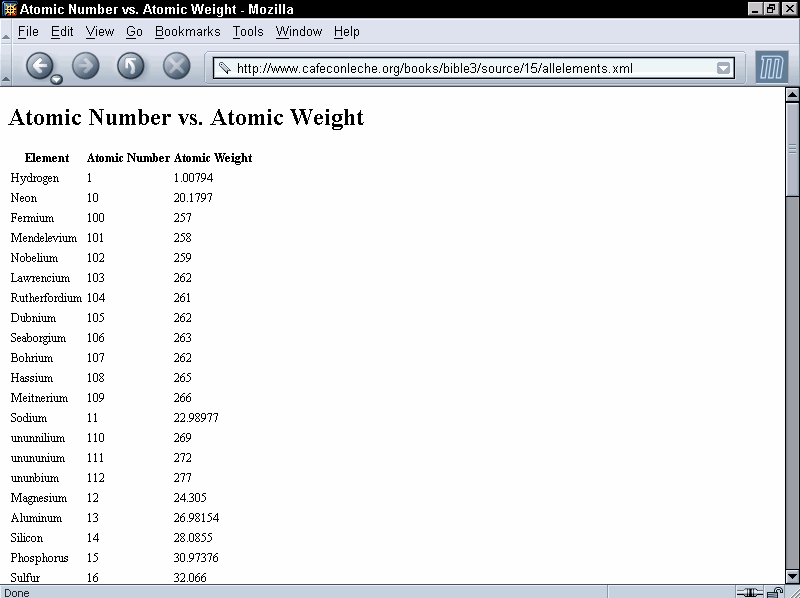 Atomic Number vs. Atomic Weight - Mozilla
File Edit View Go Bookmarks Tools Window Help
http://www.cafeconleche.org/books/bible3/source/15/allelements.xml
Atomic Number vs. Atomic Weight
Element Atomic Number Atomic Weight
Hydrogen 1 1.00794
Neon 10 20.1797
Fermium 100 257
Mendelevium 101 258
Nobelium 102 259
Lawrencium 103 262
Rutherfordium 104 261
Dubnium 105 262
Seaborgium 106 263
Bohrium 107 262
Hassium 108 265
Meitnerium 109 266
Sodium 11 22.98977
ununnilium 110 269
unununium 111 272
ununbium 112 277
Magnesium 12 24.305
Aluminum 13 26.98154
Silicon 14 28.0855
Phosphorus 15 30.97376
Sulfur 16 32.066
Done